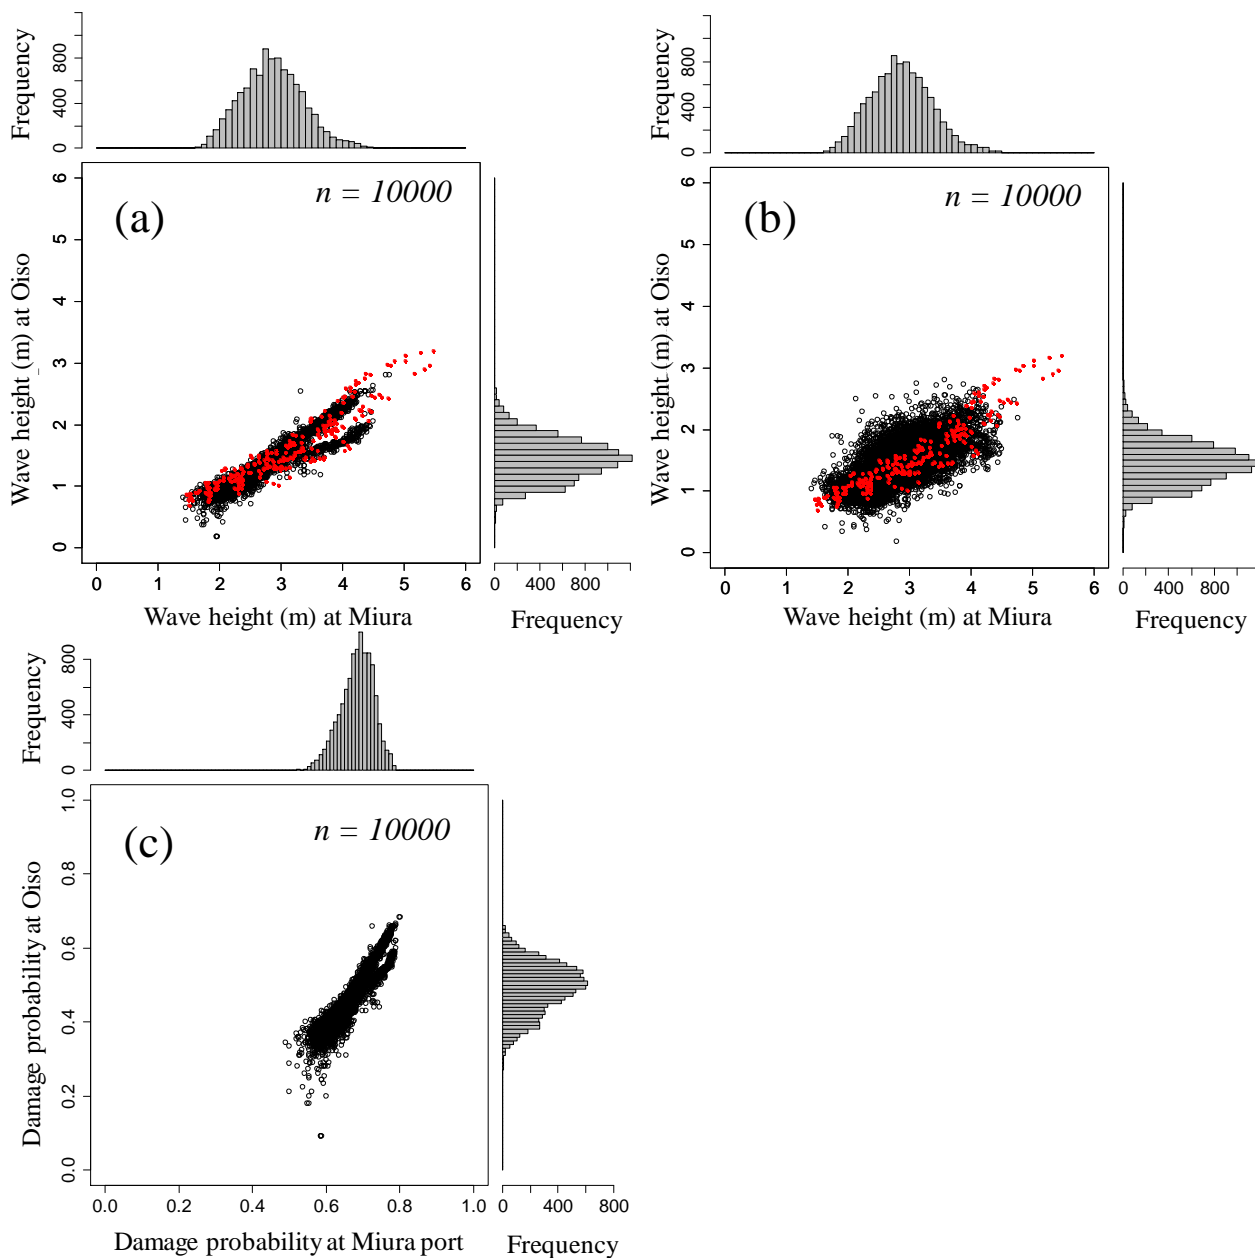 Frequency
0 400 800
(a)
n = 10000
Wave height (m) at Oiso
0 1 2 3 4 5 6
0 1 2 3 4 5 6
Wave height (m) at Miura
0 400 800
Frequency
Frequency
0 400 800
(b)
n = 10000
Wave height (m) at Oiso
0 1 2 3 4 5 6
0 1 2 3 4 5 6
Wave height (m) at Miura
0 400 800
Frequency
Frequency
0 400 800
(c)
n = 10000
Damage probability at Oiso
0.0 0.2 0.4 0.6 0.8 1.0
0.0 0.2 0.4 0.6 0.8 1.0
Damage probability at Miura port
0 400 800
Frequency